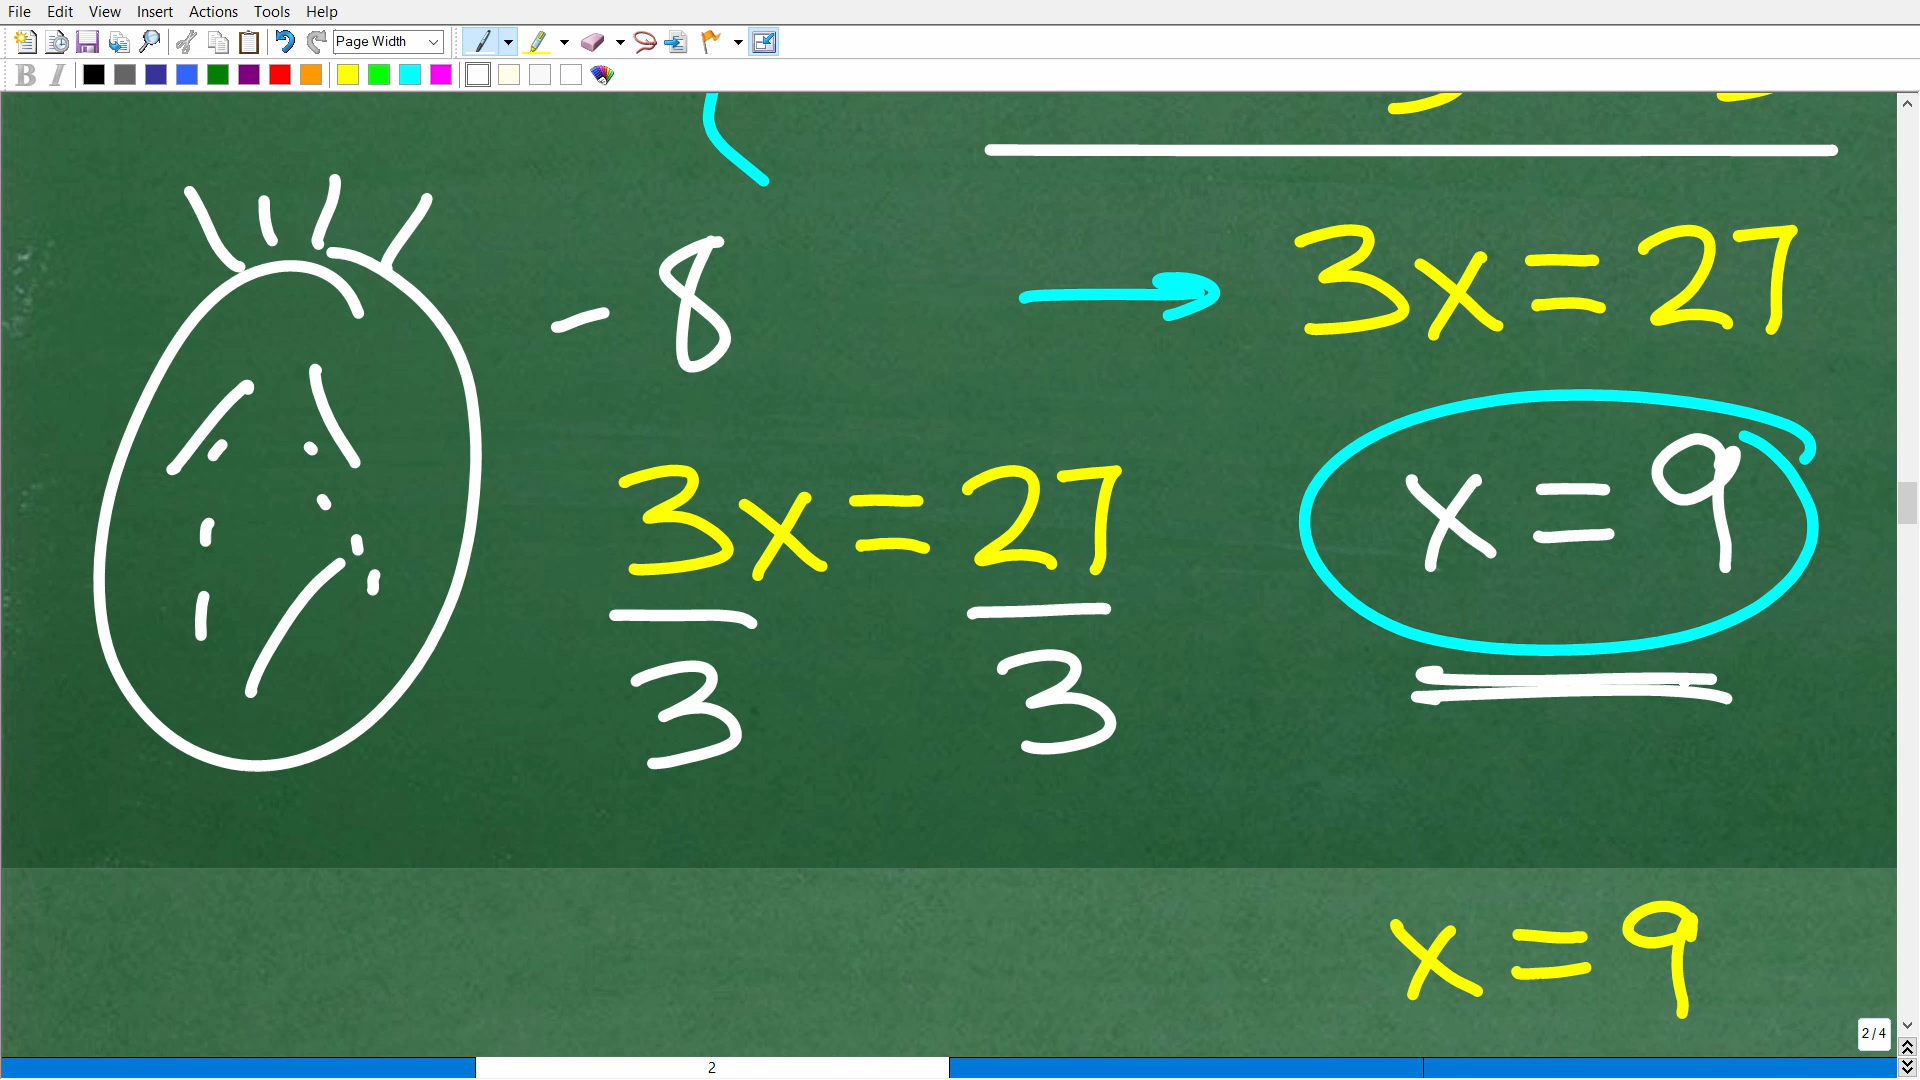 File Edit View Insert Actions Tools Help
Page Width
B I
3x = 27
- 8
3x = 27
3 3
x = 9
x = 9
2 / 4
2